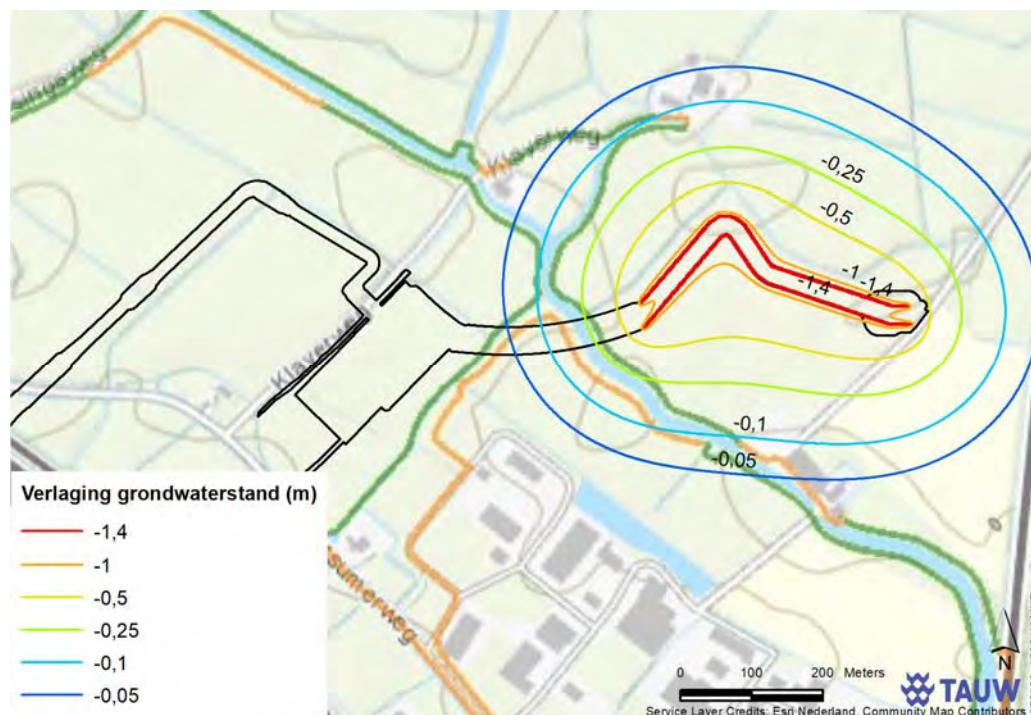 Klaverweg
-0,25
-0,5
-1
-1,4
-1,4
-0,1
-0,05
Verlaging grondwaterstand (m)
-1,4
-1
-0,5
-0,25
-0,1
-0,05
0 100 200 Meters
N
TAUW
Service Layer Credits: Esri Nederland, Community Map Contributors